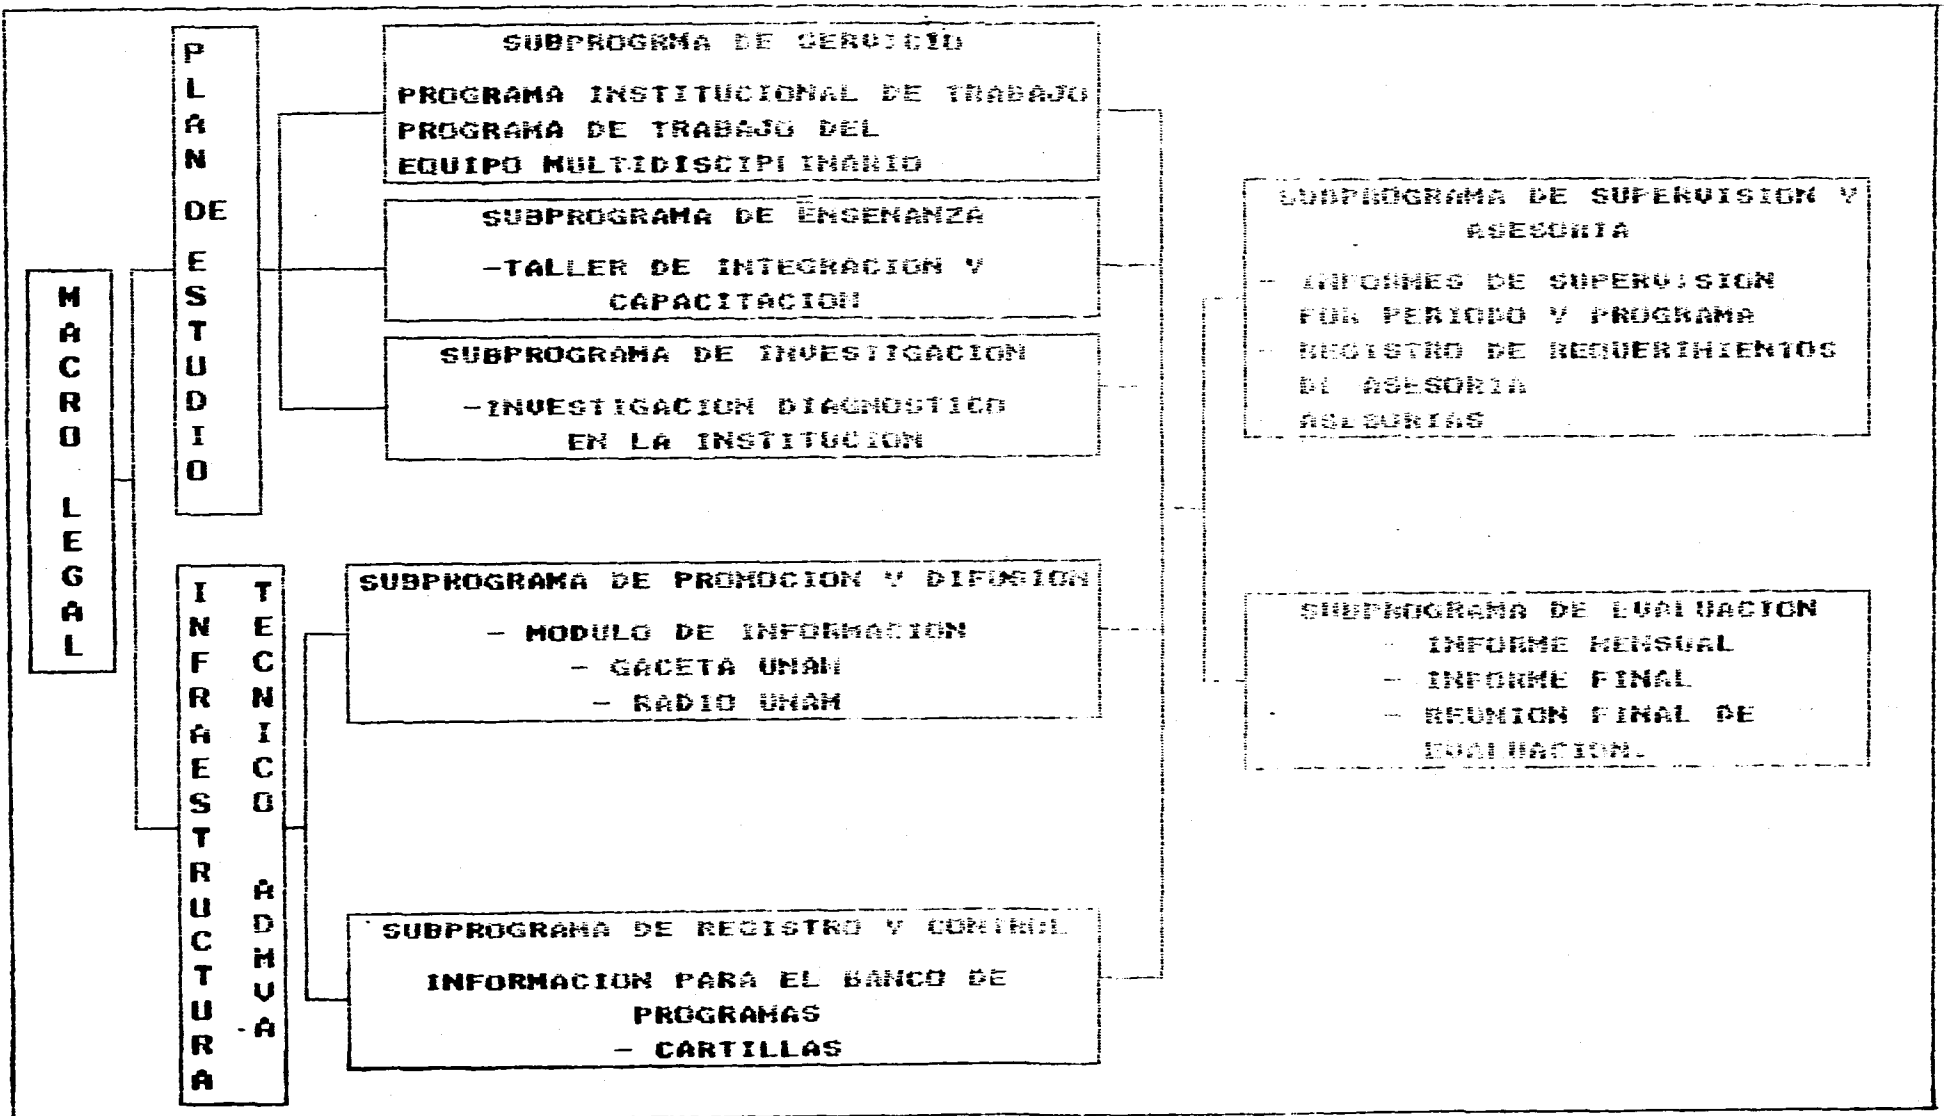 MACRO LEGAL
PLAN DE ESTUDIO
SUBPROGRMA DE SERVICIO
PROGRAMA INSTITUCIONAL DE TRABAJO
PROGRAMA DE TRABAJO DEL
EQUIPO MULTIDISCIPLINARIO
SUBPROGRAMA DE ENSENANZA
-TALLER DE INTEGRACION Y
CAPACITACION
SUBPROGRAMA DE INVESTIGACION
-INVESTIGACION DIAGNOSTICO
EN LA INSTITUCION
INFRAESTRUCTURA
TECNICO ADMVA
SUBPROGRAMA DE PROMOCION Y DIFUSION
- MODULO DE INFORMACION
- GACETA UNAM
- RADIO UNAM
SUBPROGRAMA DE REGISTRO Y CONTROL
INFORMACION PARA EL BANCO DE
PROGRAMAS
- CARTILLAS
SUBPROGRAMA DE SUPERVISION Y
ASESORIA
- INFORMES DE SUPERVISION
POR PERIODO Y PROGRAMA
- REGISTRO DE REQUERIMIENTOS
DE ASESORIA
- ASESORIAS
SUBPROGRAMA DE EVALUACION
- INFORME MENSUAL
- INFORME FINAL
- REUNION FINAL DE
EVALUACION.